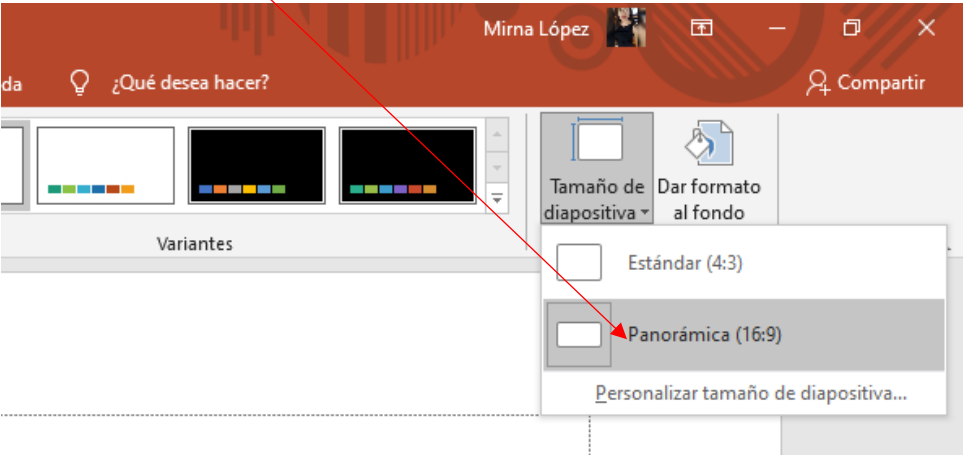 Mirna López
da
¿Qué desea hacer?
Compartir
Tamaño de
diapositiva
Dar formato
al fondo
Variantes
Estándar (4:3)
Panorámica (16:9)
Personalizar tamaño de diapositiva...